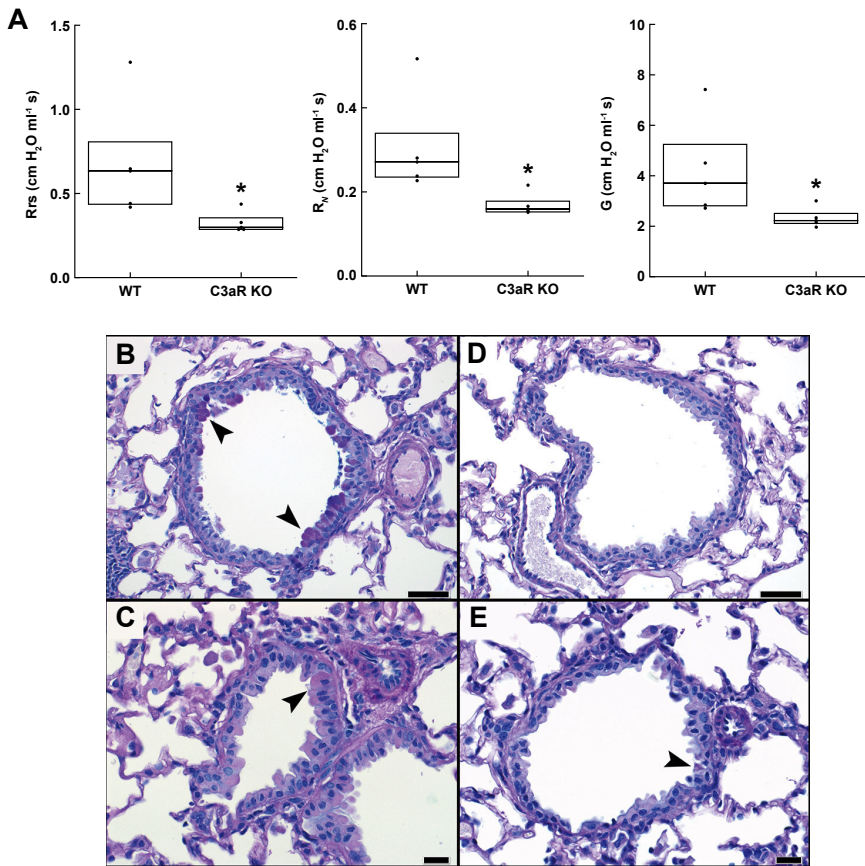 A
Rrs (cm H₂O ml⁻¹ s)
1.5
1.0
0.5
0.0
*
WT
C3aR KO
R_N (cm H₂O ml⁻¹ s)
0.6
0.4
0.2
0.0
*
WT
C3aR KO
G (cm H₂O ml⁻¹ s)
10
8
6
4
2
0
*
WT
C3aR KO
B
D
C
E